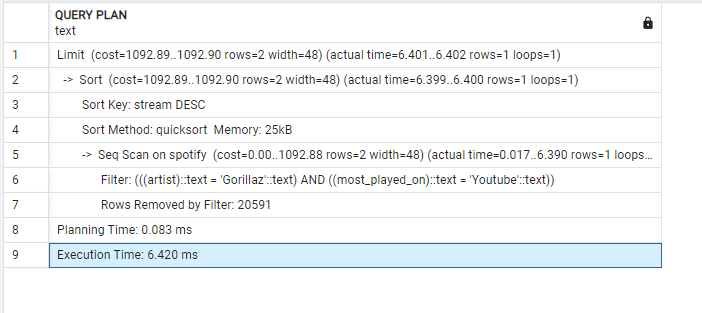 QUERY PLAN
text
1 Limit (cost=1092.89..1092.90 rows=2 width=48) (actual time=6.401..6.402 rows=1 loops=1)
2 -> Sort (cost=1092.89..1092.90 rows=2 width=48) (actual time=6.399..6.400 rows=1 loops=1)
3 Sort Key: stream DESC
4 Sort Method: quicksort Memory: 25kB
5 -> Seq Scan on spotify (cost=0.00..1092.88 rows=2 width=48) (actual time=0.017..6.390 rows=1 loops...
6 Filter: (((artist)::text = 'Gorillaz'::text) AND ((most_played_on)::text = 'Youtube'::text))
7 Rows Removed by Filter: 20591
8 Planning Time: 0.083 ms
9 Execution Time: 6.420 ms